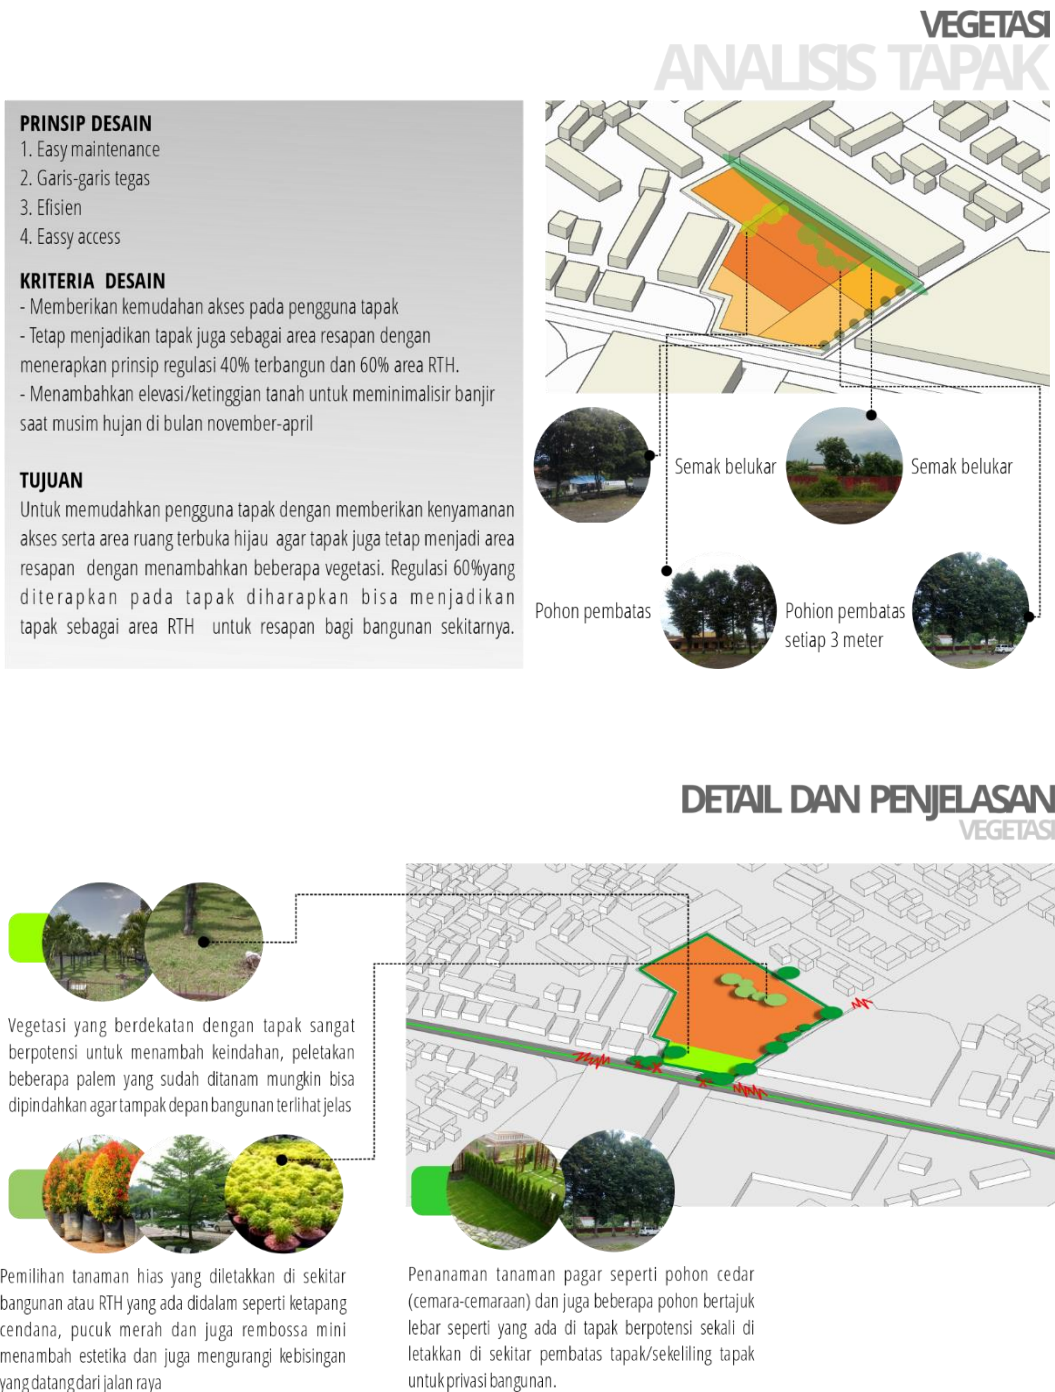 VEGETASI
ANALISIS TAPAK
PRINSIP DESAIN
1. Easy maintenance
2. Garis-garis tegas
3. Efisien
4. Eassy access
KRITERIA DESAIN
- Memberikan kemudahan akses pada pengguna tapak
- Tetap menjadikan tapak juga sebagai area resapan dengan
menerapkan prinsip regulasi 40% terbangun dan 60% area RTH.
- Menambahkan elevasi/ketinggian tanah untuk meminimalisir banjir
saat musim hujan di bulan november-april
TUJUAN
Untuk memudahkan pengguna tapak dengan memberikan kenyamanan
akses serta area ruang terbuka hijau agar tapak juga tetap menjadi area
resapan dengan menambahkan beberapa vegetasi. Regulasi 60%yang
diterapkan pada tapak diharapkan bisa menjadikan
tapak sebagai area RTH untuk resapan bagi bangunan sekitarnya.
Semak belukar
Semak belukar
Pohon pembatas
Pohion pembatas
setiap 3 meter
DETAIL DAN PENJELASAN
VEGETASI
Vegetasi yang berdekatan dengan tapak sangat
berpotensi untuk menambah keindahan, peletakan
beberapa palem yang sudah ditanam mungkin bisa
dipindahkan agar tampak depan bangunan terlihat jelas
Pemilihan tanaman hias yang diletakkan di sekitar
bangunan atau RTH yang ada didalam seperti ketapang
cendana, pucuk merah dan juga rembossa mini
menambah estetika dan juga mengurangi kebisingan
yang datang dari jalan raya
Penanaman tanaman pagar seperti pohon cedar
(cemara-cemaraan) dan juga beberapa pohon bertajuk
lebar seperti yang ada di tapak berpotensi sekali di
letakkan di sekitar pembatas tapak/sekeliling tapak
untuk privasi bangunan.